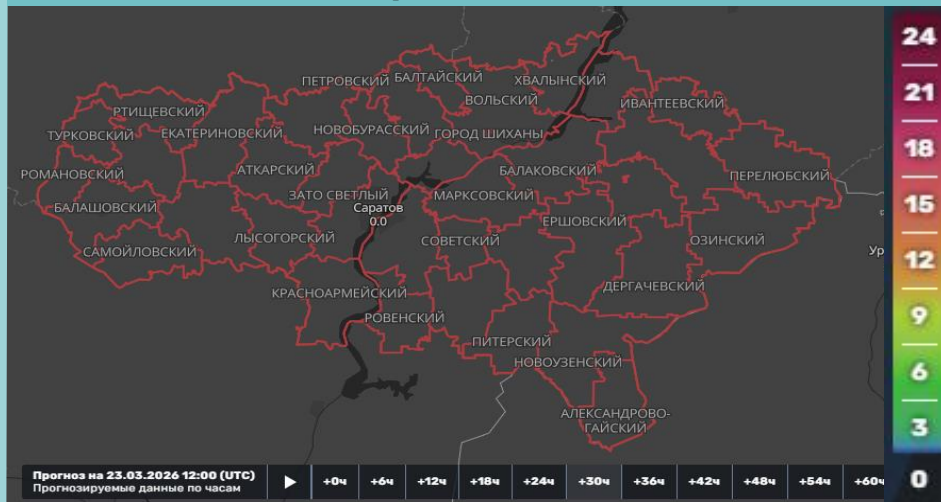 24
21
18
15
12
9
6
3
0
ПЕТРОВСКИЙ
БАЛТАЙСКИЙ
ХВАЛЫНСКИЙ
ВОЛЬСКИЙ
ИВАНТЕЕВСКИЙ
РТИЩЕВСКИЙ
ТУРКОВСКИЙ
ЕКАТЕРИНОВСКИЙ
НОВОБУРАССКИЙ
ГОРОД ШИХАНЫ
РОМАНОВСКИЙ
АТКАРСКИЙ
БАЛАКОВСКИЙ
ПЕРЕЛЮБСКИЙ
ЗАТО СВЕТЛЫЙ
МАРКСОВСКИЙ
БАЛАШОВСКИЙ
Саратов
0.0
ЕРШОВСКИЙ
ЛЫСОГОРСКИЙ
СОВЕТСКИЙ
ОЗИНСКИЙ
САМОЙЛОВСКИЙ
Ур
КРАСНОАРМЕЙСКИЙ
ДЕРГАЧЕВСКИЙ
РОВЕНСКИЙ
ПИТЕРСКИЙ
НОВОУЗЕНСКИЙ
АЛЕКСАНДРОВО-
ГАЙСКИЙ
Прогноз на 23.03.2026 12:00 (UTC)
Прогнозируемые данные по часам
+0ч +6ч +12ч +18ч +24ч +30ч +36ч +42ч +48ч +54ч +60ч